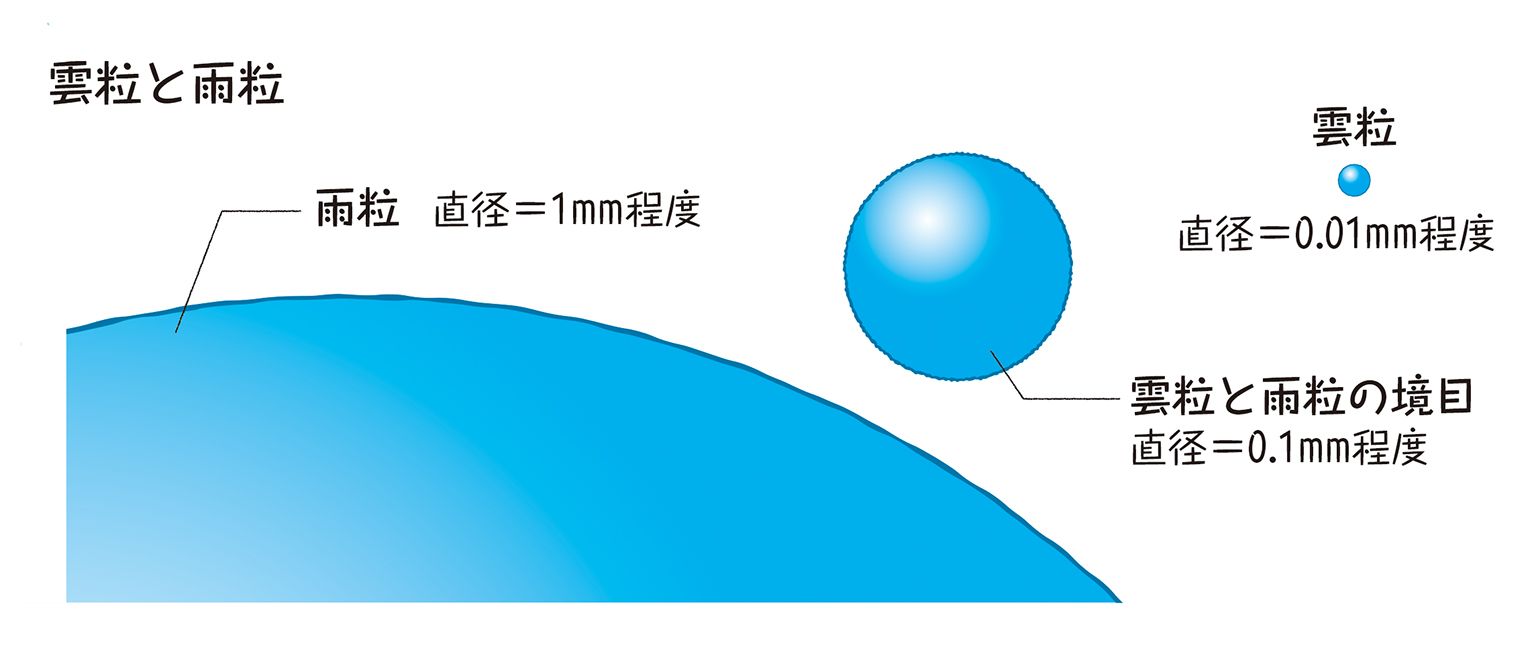 雲粒と雨粒
雨粒 直径＝1mm程度
雲粒
直径＝0.01mm程度
雲粒と雨粒の境目
直径＝0.1mm程度